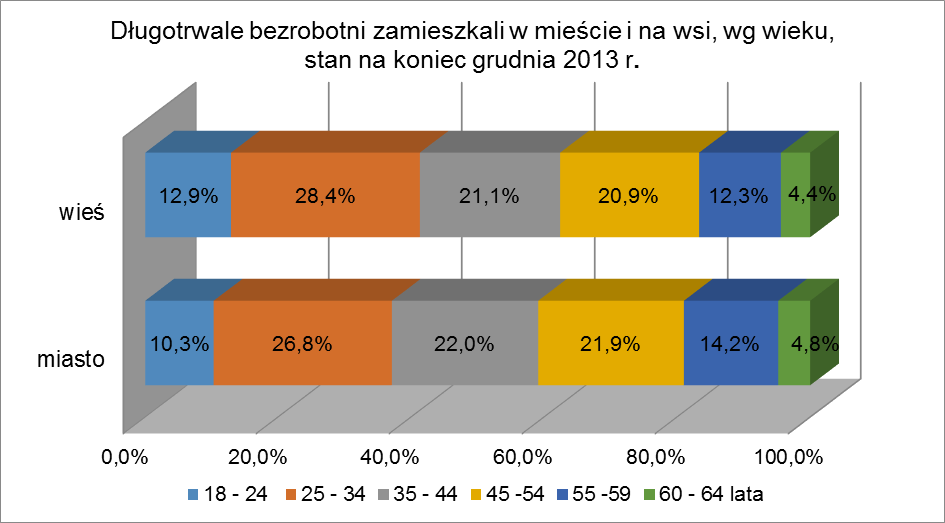 Długotrwale bezrobotni zamieszkali w mieście i na wsi, wg wieku,
stan na koniec grudnia 2013 r.
wieś
12,9% 28,4% 21,1% 20,9% 12,3% 4,4%
miasto
10,3% 26,8% 22,0% 21,9% 14,2% 4,8%
0,0% 20,0% 40,0% 60,0% 80,0% 100,0%
18 - 24 25 - 34 35 - 44 45 -54 55 -59 60 - 64 lata